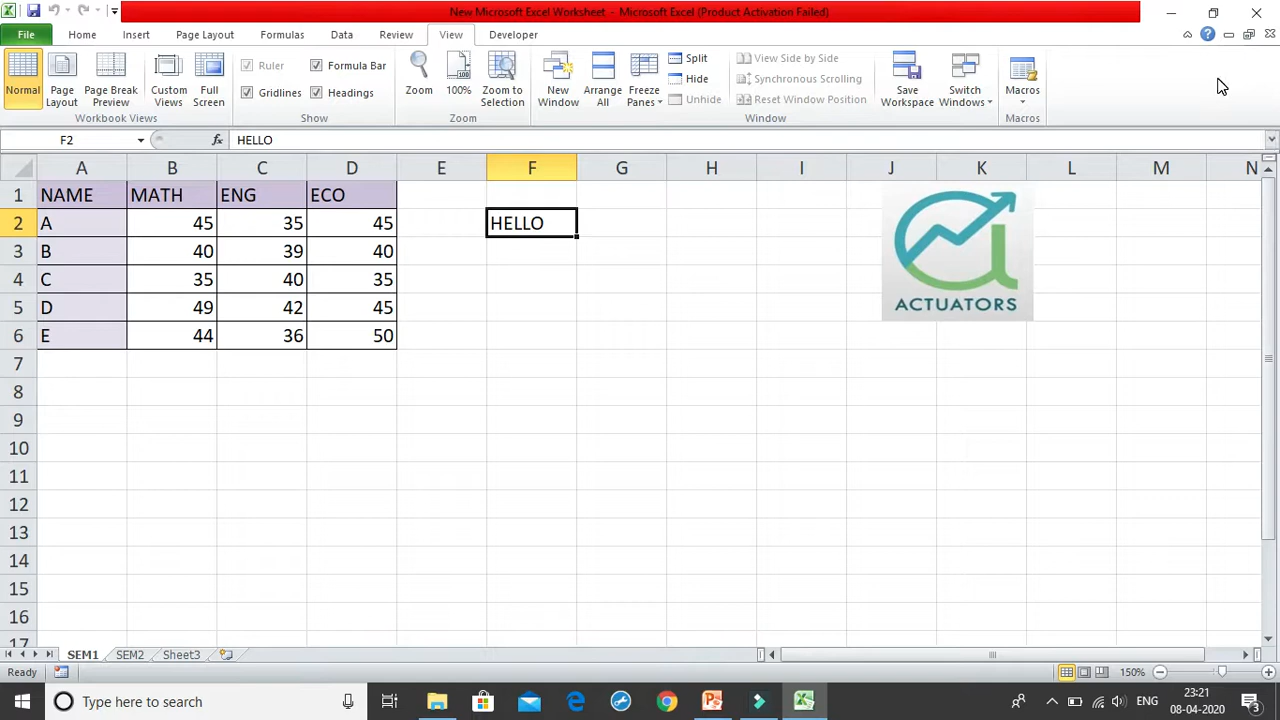 New Microsoft Excel Worksheet - Microsoft Excel (Product Activation Failed)
File Home Insert Page Layout Formulas Data Review View Developer
Normal
Page Layout
Page Break Preview
Custom Views
Full Screen
Workbook Views
Ruler
Formula Bar
Gridlines
Headings
Show
Zoom
100%
Zoom to Selection
Zoom
New Window
Arrange All
Freeze Panes
Split
Hide
Unhide
View Side by Side
Synchronous Scrolling
Reset Window Position
Window
Save Workspace
Switch Windows
Macros
Macros
F2 fx HELLO
A B C D E F G H I J K L M N
1 NAME MATH ENG ECO
2 A 45 35 45 HELLO
3 B 40 39 40
4 C 35 40 35
5 D 49 42 45
6 E 44 36 50
ACTUATORS
7
8
9
10
11
12
13
14
15
16
17
SEM1 SEM2 Sheet3
Ready 150%
Type here to search
ENG
23:21
08-04-2020
3